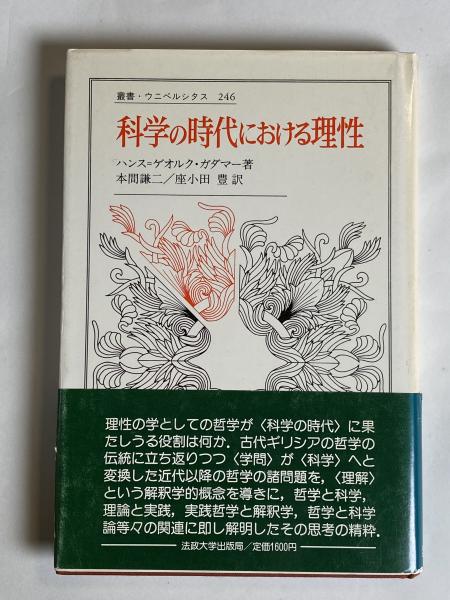 叢書・ウニベルシタス 246
科学の時代における理性
ハンス=ゲオルク・ガダマー著
本間謙二／座小田 豊 訳
理性の学としての哲学が〈科学の時代〉に果
たしうる役割は何か．古代ギリシアの哲学の
伝統に立ち返りつつ〈学問〉が〈科学〉へと
変換した近代以降の哲学の諸問題を，〈理解〉
という解釈学的概念を導きに，哲学と科学，
理論と実践，実践哲学と解釈学，哲学と科学
論等々の関連に即し解明したその思考の精粋．
法政大学出版局／定価1600円